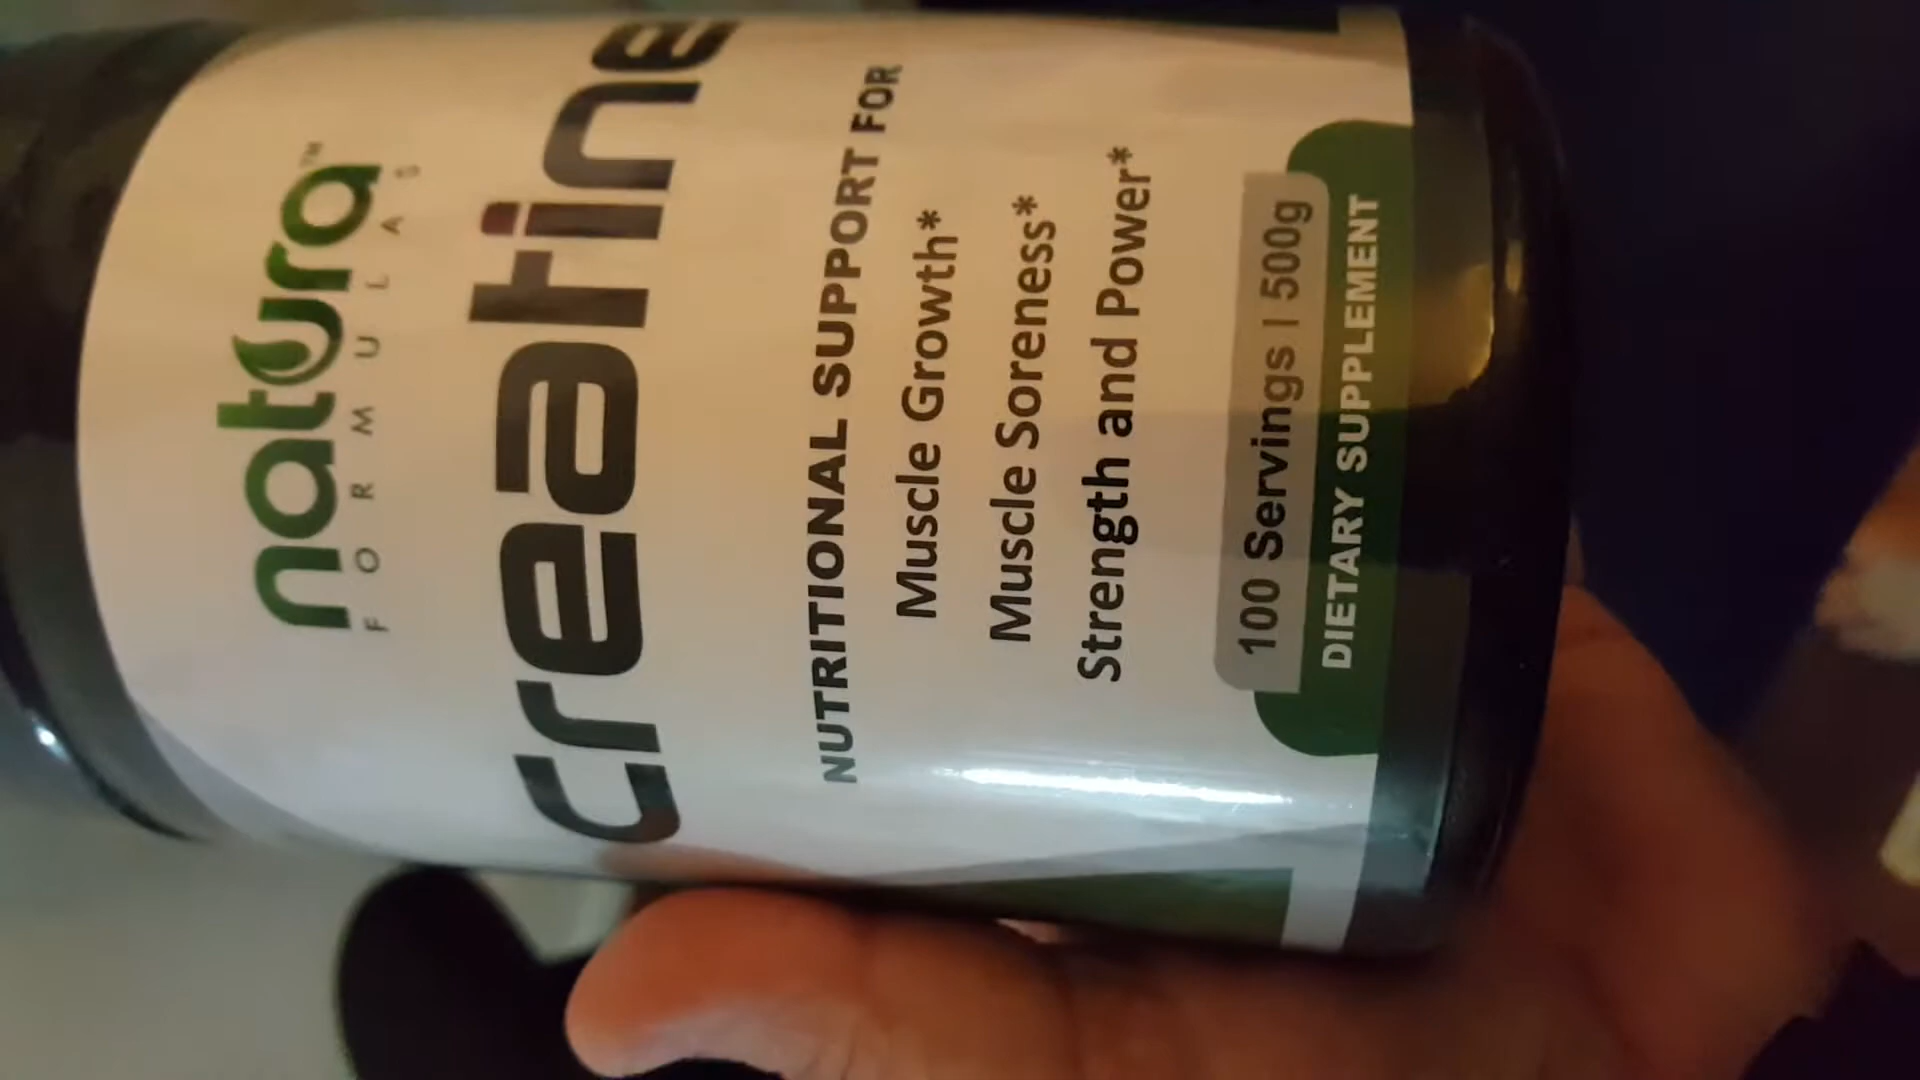 natura™
FORMULAS
creatine
NUTRITIONAL SUPPORT FOR
Muscle Growth*
Muscle Soreness*
Strength and Power*
100 Servings | 500g
DIETARY SUPPLEMENT